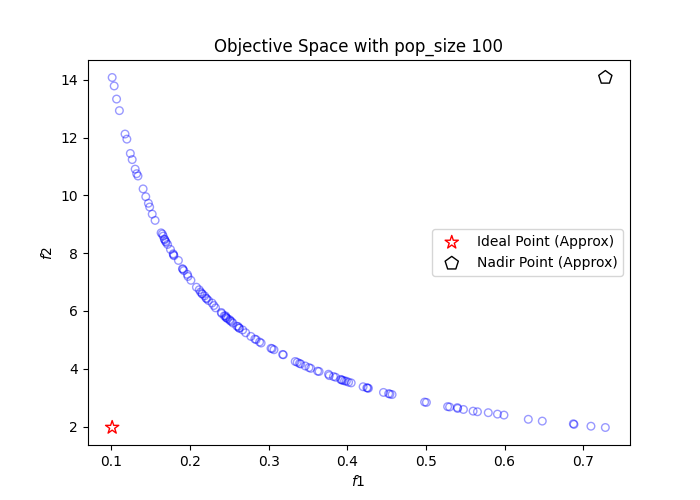 Objective Space with pop_size 100
14
12
10
8
6
4
2
f2
Ideal Point (Approx)
Nadir Point (Approx)
0.1 0.2 0.3 0.4 0.5 0.6 0.7
f1